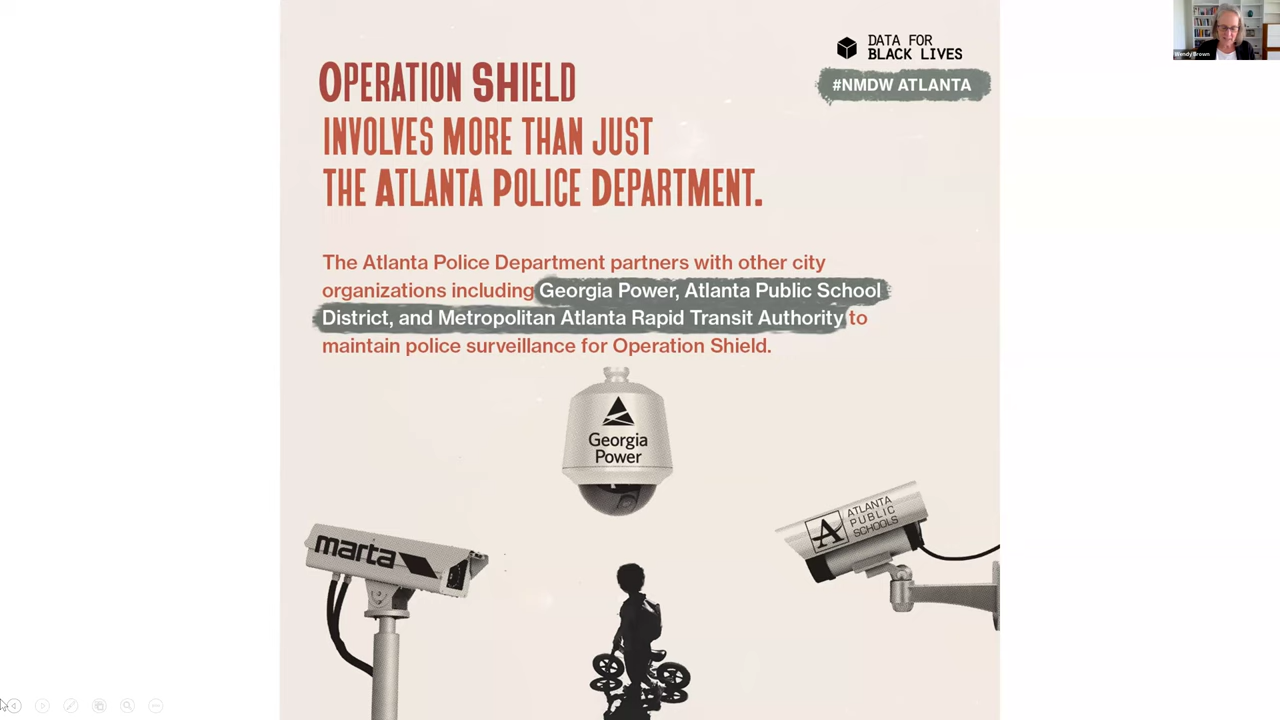 DATA FOR
BLACK LIVES
#NMDW ATLANTA
OPERATION SHIELD
INVOLVES MORE THAN JUST
THE ATLANTA POLICE DEPARTMENT.
The Atlanta Police Department partners with other city
organizations including Georgia Power, Atlanta Public School
District, and Metropolitan Atlanta Rapid Transit Authority to
maintain police surveillance for Operation Shield.
Georgia
Power
marta
A
ATLANTA
PUBLIC
SCHOOLS
Wendy Brown